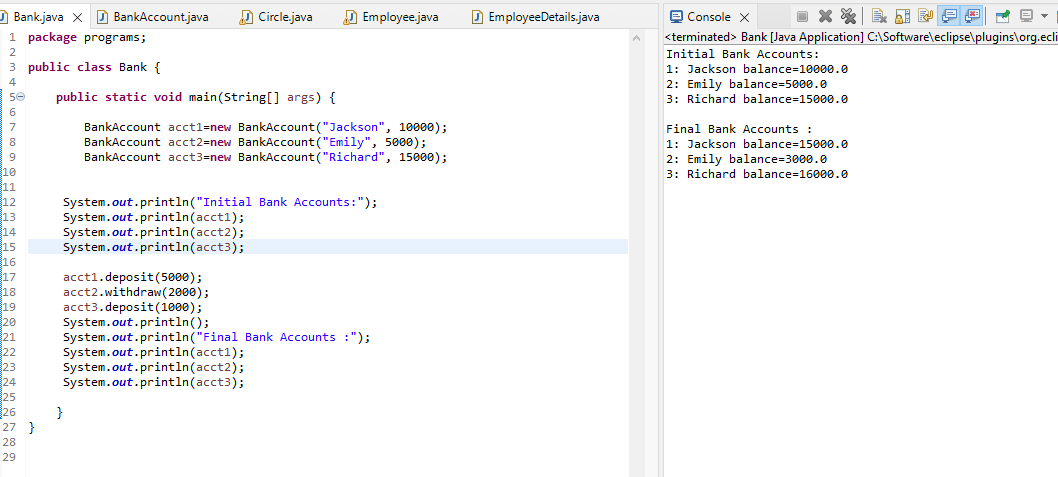 Bank.java BankAccount.java Circle.java Employee.java EmployeeDetails.java
1 package programs;
2
3 public class Bank {
4
5 public static void main(String[] args) {
6
7 BankAccount acct1=new BankAccount("Jackson", 10000);
8 BankAccount acct2=new BankAccount("Emily", 5000);
9 BankAccount acct3=new BankAccount("Richard", 15000);
10
11
12 System.out.println("Initial Bank Accounts:");
13 System.out.println(acct1);
14 System.out.println(acct2);
15 System.out.println(acct3);
16
17 acct1.deposit(5000);
18 acct2.withdraw(2000);
19 acct3.deposit(1000);
20 System.out.println();
21 System.out.println("Final Bank Accounts :");
22 System.out.println(acct1);
23 System.out.println(acct2);
24 System.out.println(acct3);
25
26 }
27 }
28
29
Console
<terminated> Bank [Java Application] C:\Software\eclipse\plugins\org.ecli
Initial Bank Accounts:
1: Jackson balance=10000.0
2: Emily balance=5000.0
3: Richard balance=15000.0

Final Bank Accounts :
1: Jackson balance=15000.0
2: Emily balance=3000.0
3: Richard balance=16000.0